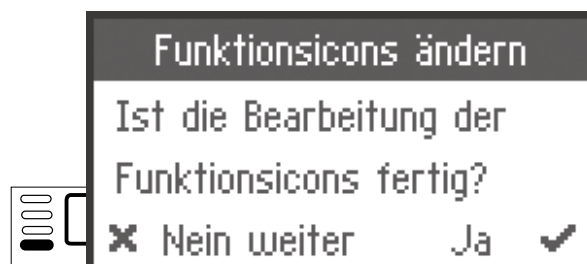 Funktionsicons ändern
Ist die Bearbeitung der
Funktionsicons fertig?
✖ Nein weiter Ja ✔